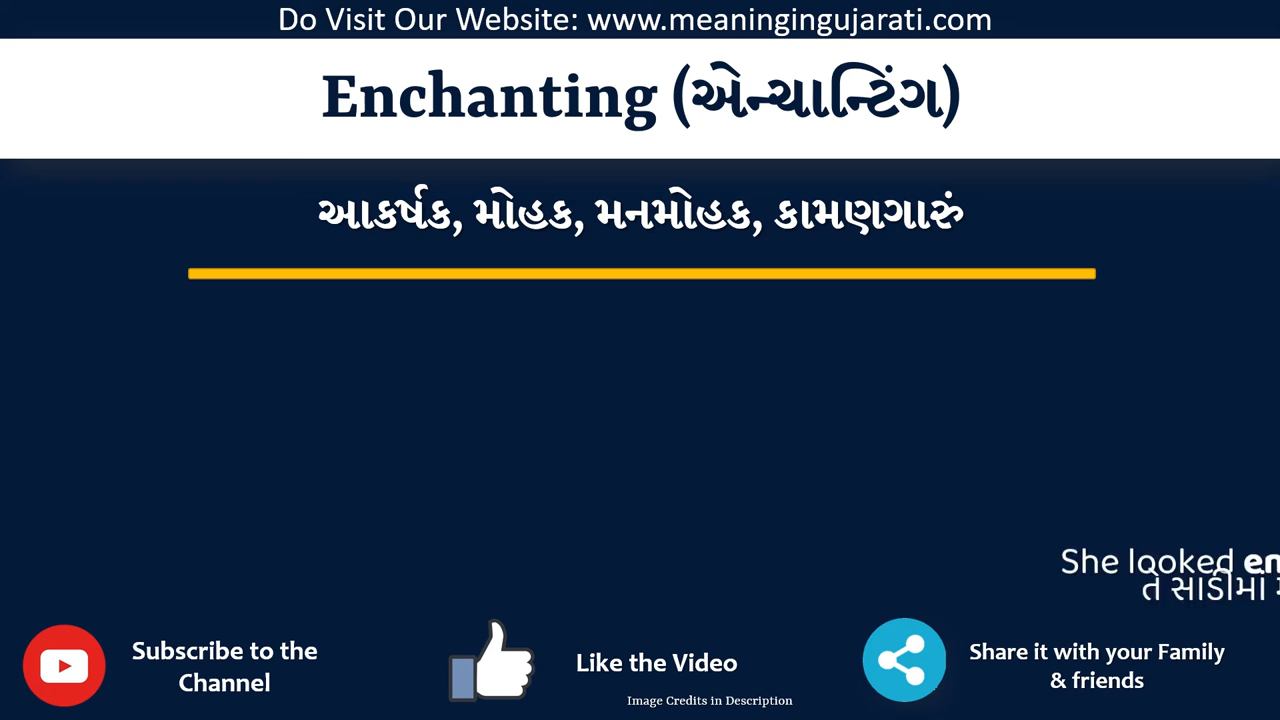 Do Visit Our Website: www.meaningingujarati.com
Enchanting (એન્ચાન્ટિંગ)
આકર્ષક, મોહક, મનમોહક, કામણગારું
She looked
તે સાડીમાં
Subscribe to the
Channel
Like the Video
Share it with your Family
& friends
Image Credits in Description